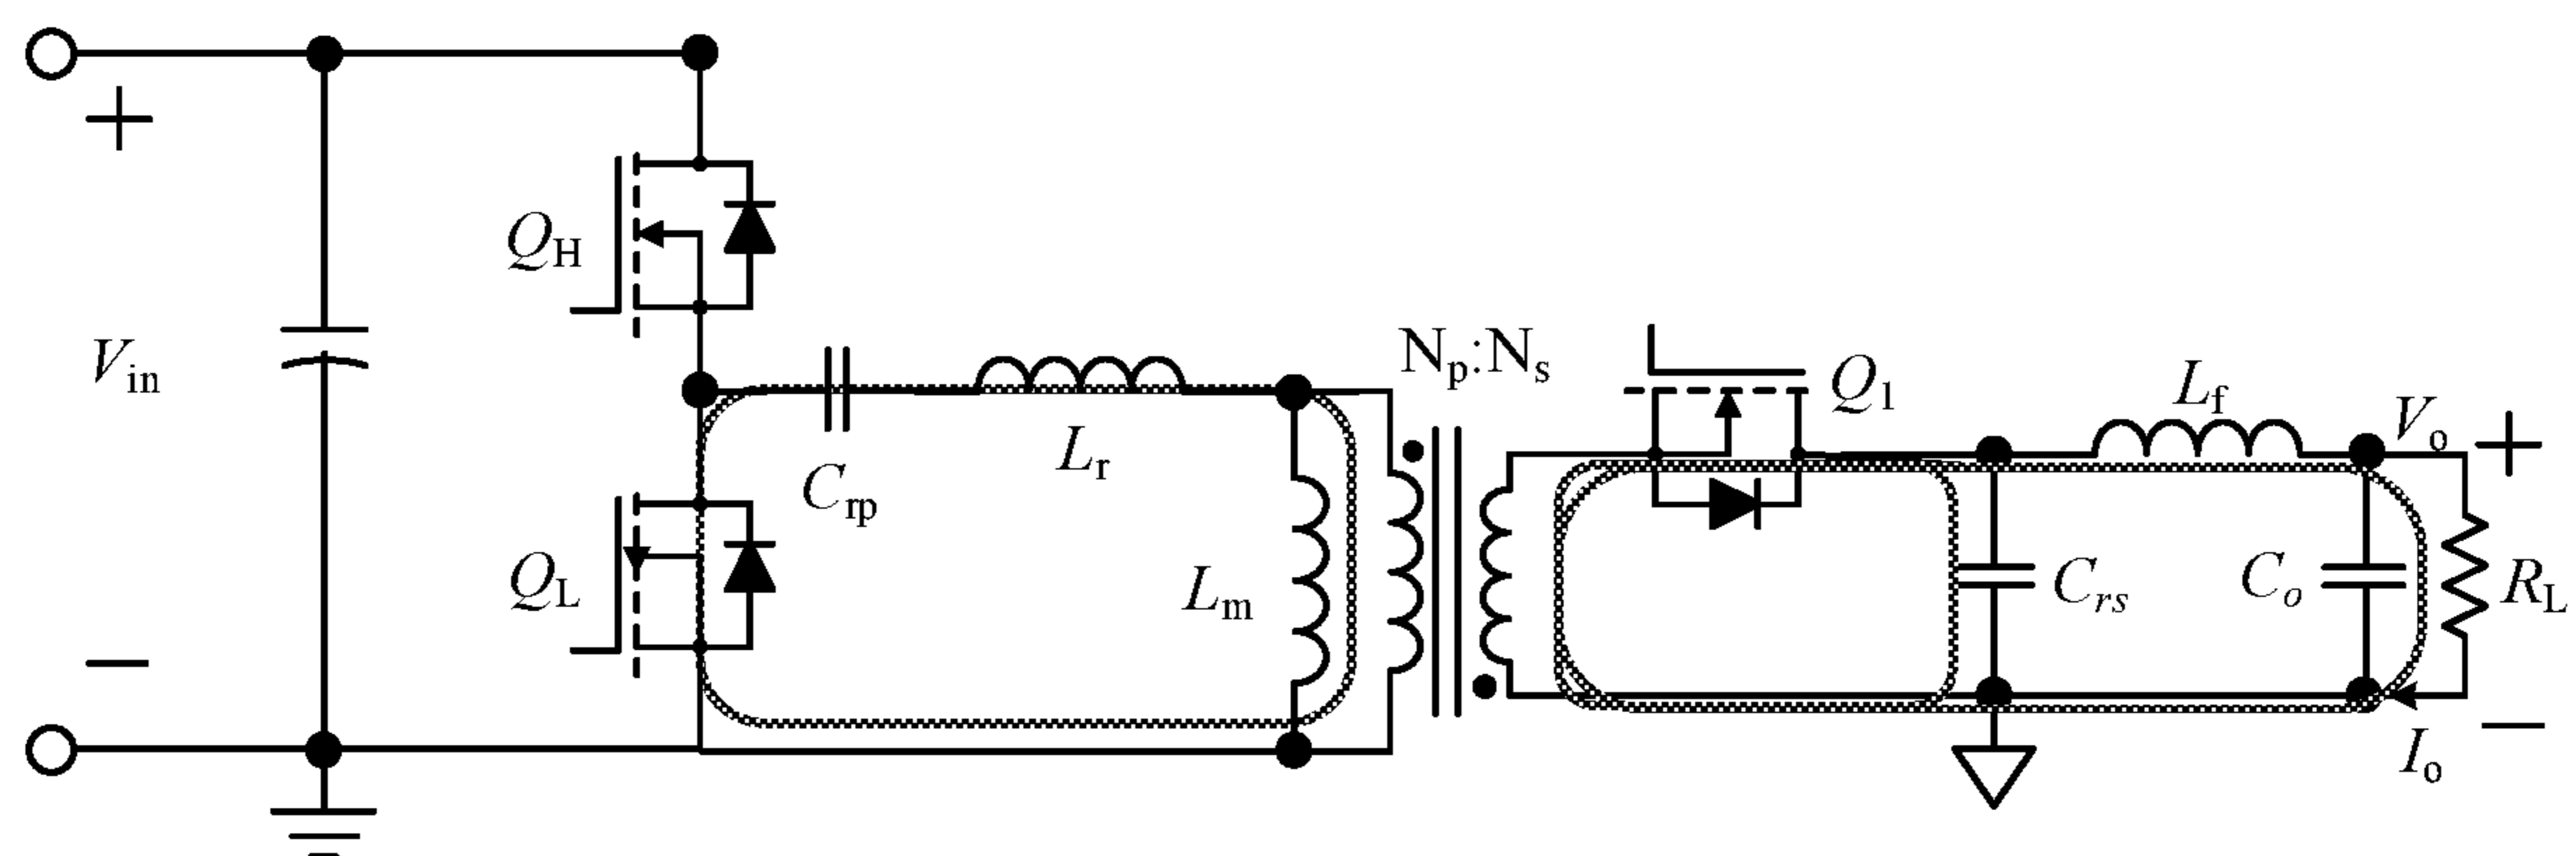 +
V_in
−
Q_H
Q_L
C_rp
L_r
L_m
N_p:N_s
Q_1
L_f
V_o
+
C_rs
C_o
R_L
I_o
−